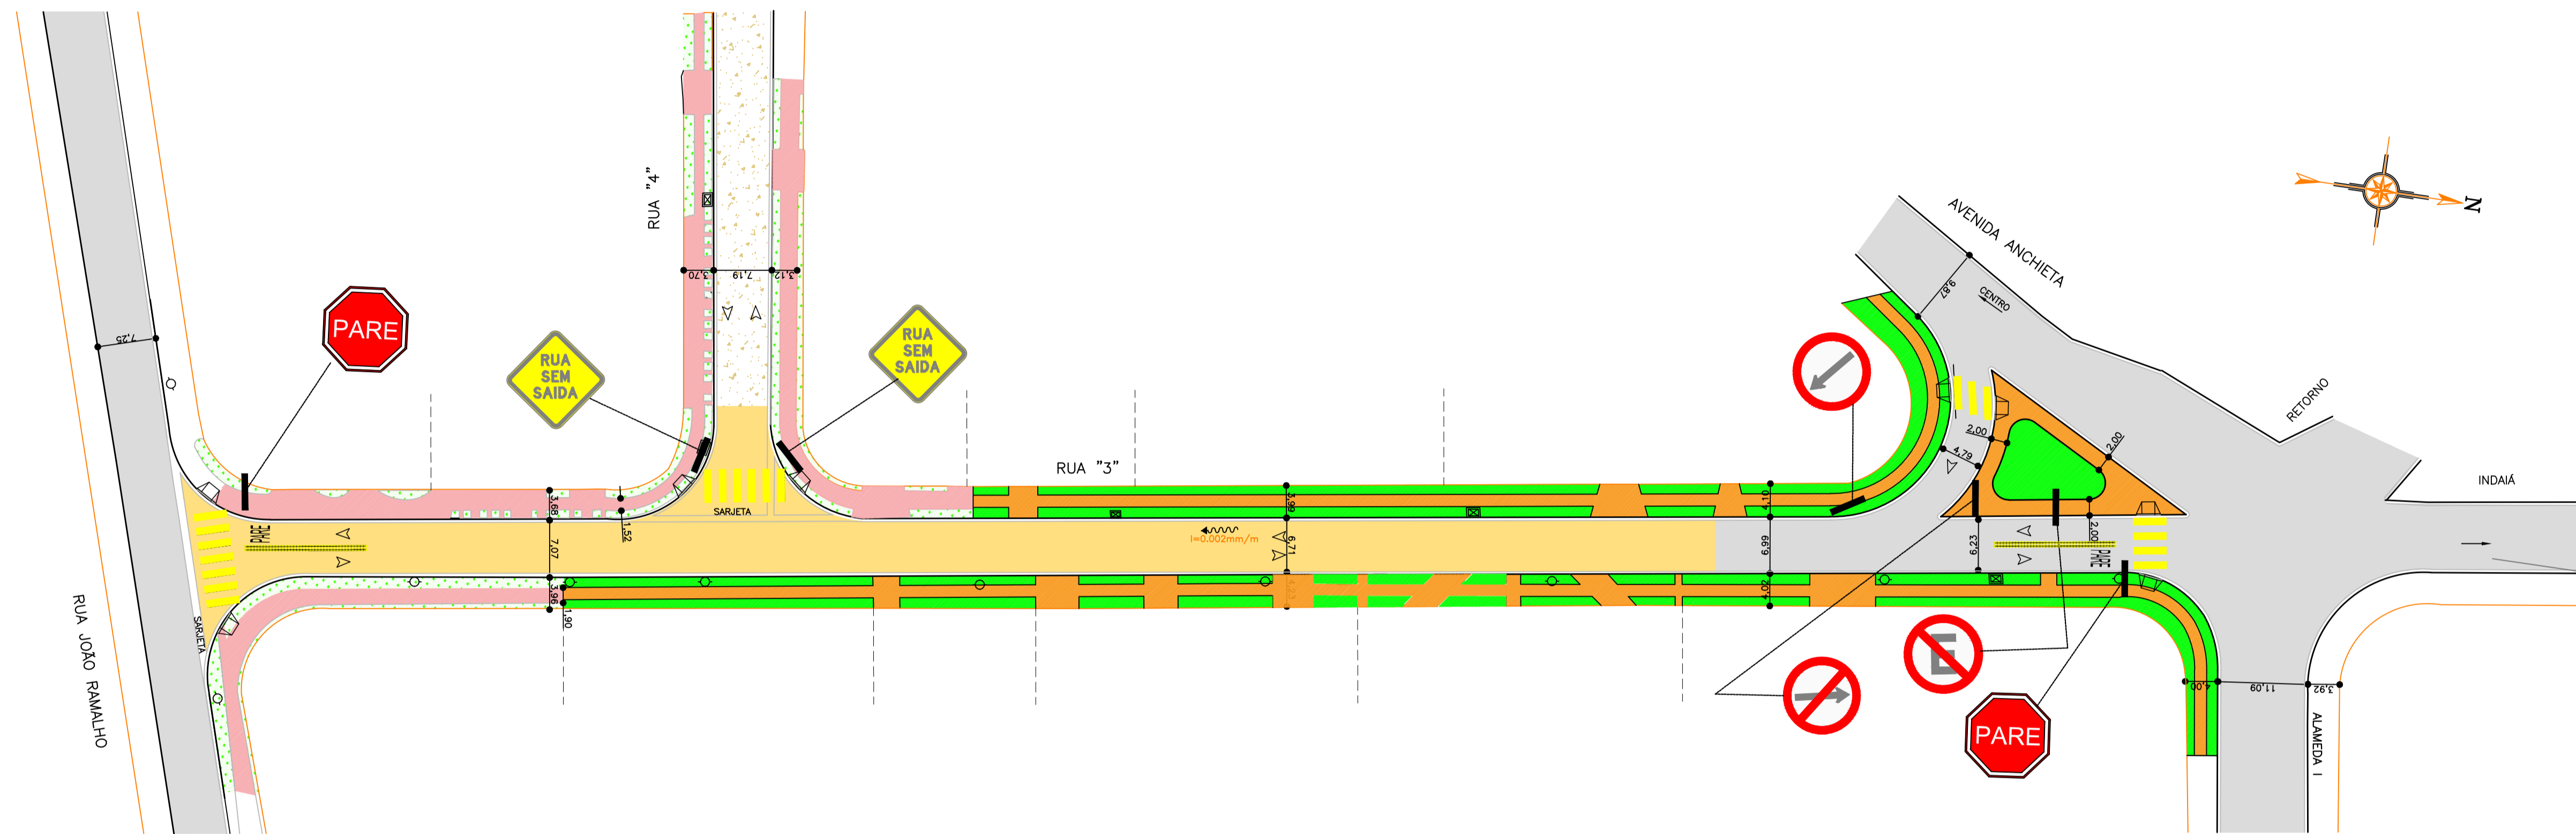 RUA "4"
AVENIDA ANCHIETA
CENTRO
N
3,70
7,19
3,12
9,87
7,25
PARE
RUA
SEM
SAIDA
RUA
SEM
SAIDA
RETORNO
INDAIÁ
RUA "3"
2,00
4,79
2,00
3,68
1,52
SARJETA
3,99
4,10
PARE
7,07
I=0.002mm/m
6,71
6,99
6,23
2,00
PARE
3,96
1,90
4,23
4,02
RUA JOÃO RAMALHO
SARJETA
E
4,00
11,09
3,92
PARE
ALAMEDA I